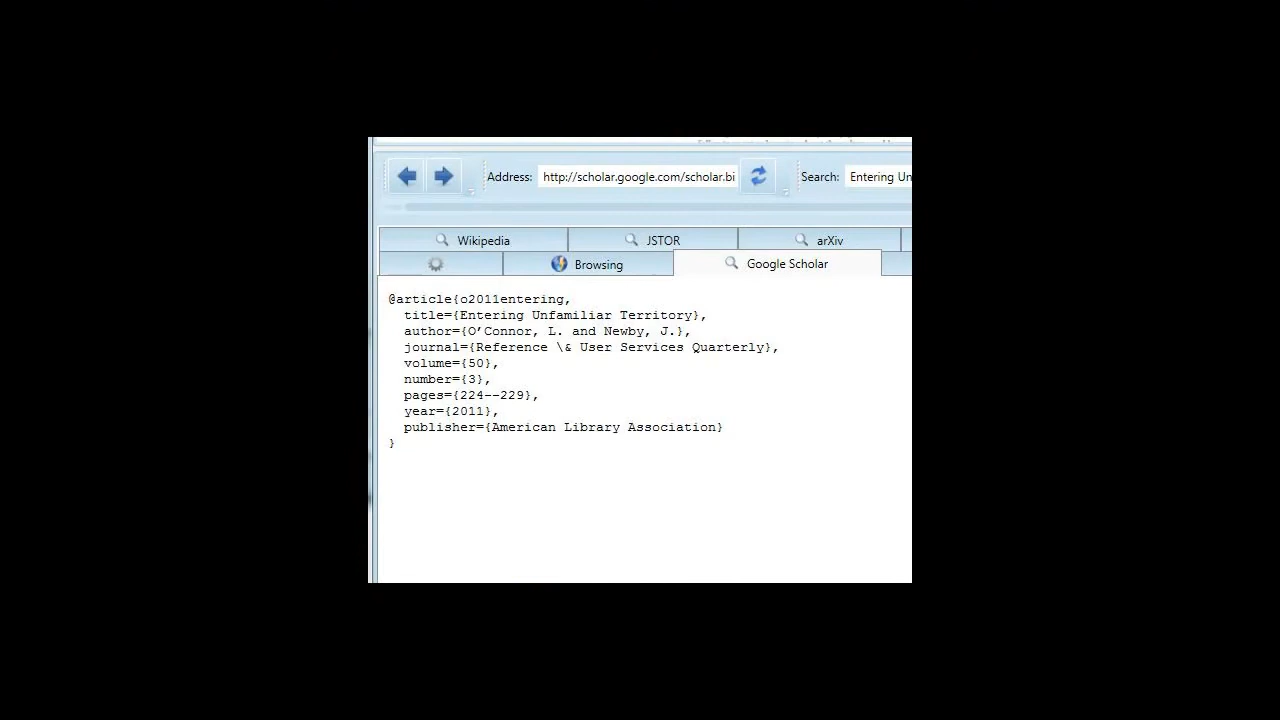 Address: http://scholar.google.com/scholar.bi Search: Entering Un
Wikipedia JSTOR arXiv
Browsing Google Scholar
@article{o2011entering,
title={Entering Unfamiliar Territory},
author={O'Connor, L. and Newby, J.},
journal={Reference \& User Services Quarterly},
volume={50},
number={3},
pages={224--229},
year={2011},
publisher={American Library Association}
}